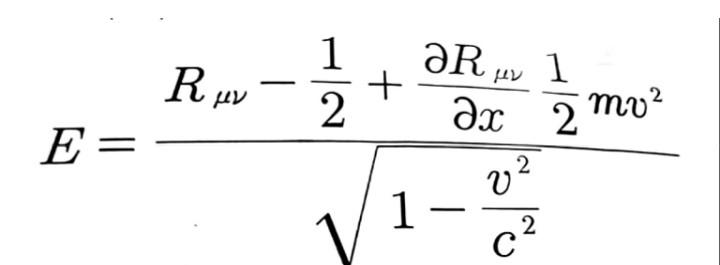 E = \frac{R_{\mu\nu} - \frac{1}{2} + \frac{\partial R_{\mu\nu}}{\partial x} \frac{1}{2} mv^2}{\sqrt{1 - \frac{v^2}{c^2}}}